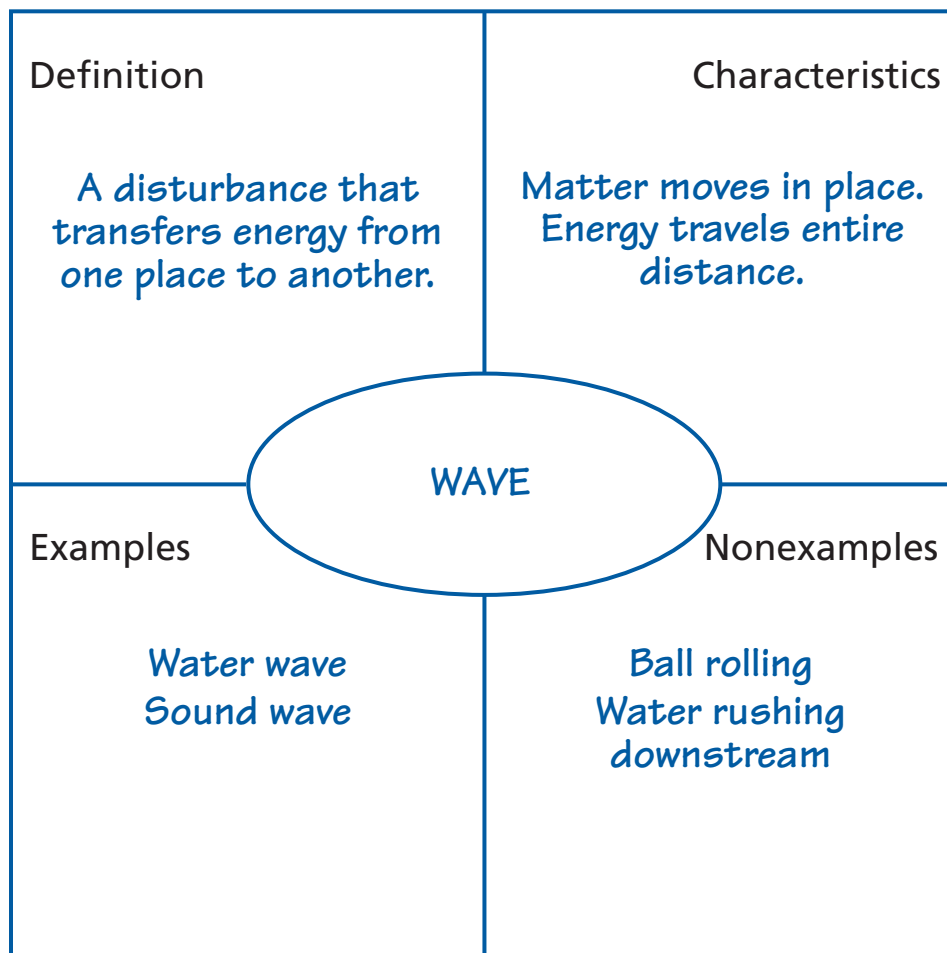 Definition
A disturbance that
transfers energy from
one place to another.
Characteristics
Matter moves in place.
Energy travels entire
distance.
WAVE
Examples
Water wave
Sound wave
Nonexamples
Ball rolling
Water rushing
downstream